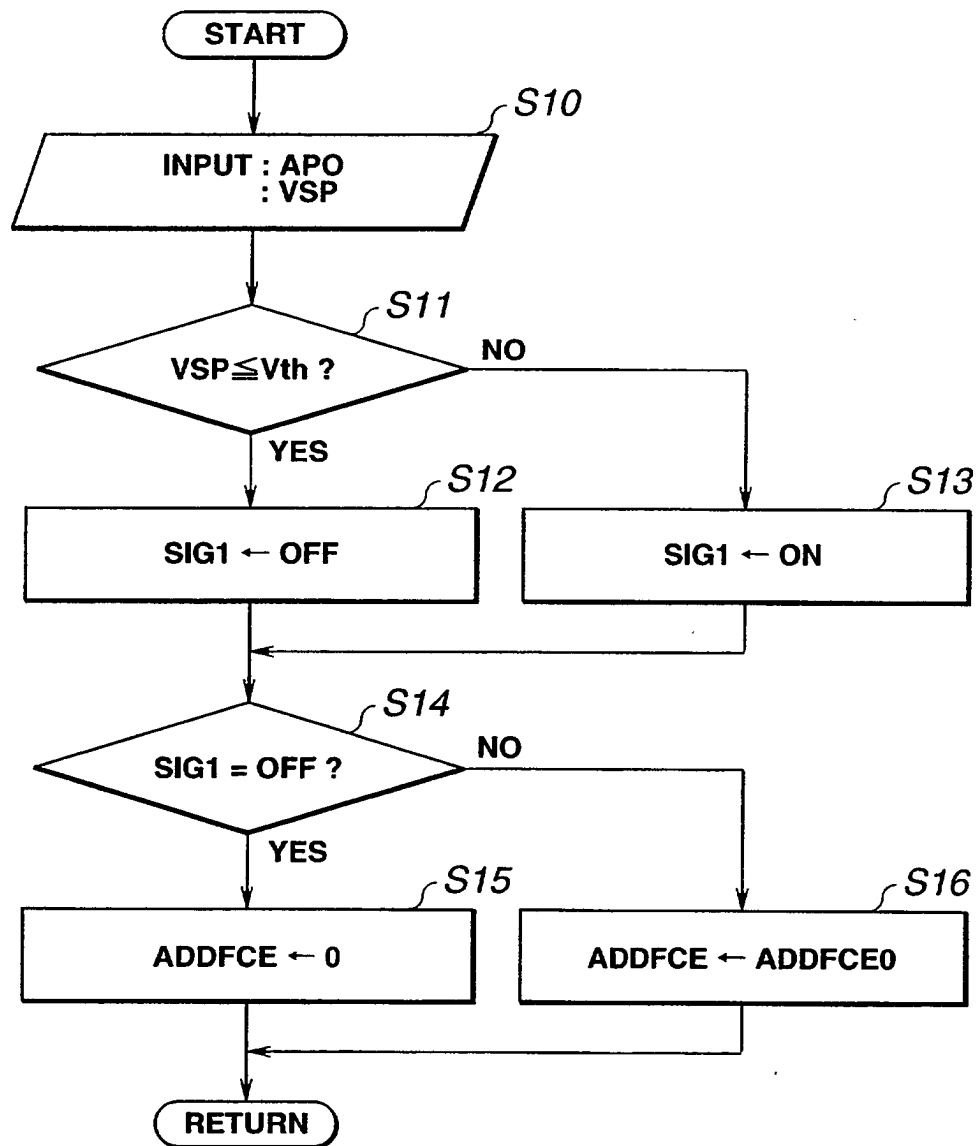 START
S10
INPUT : APO
: VSP
S11
VSP≦Vth ?
NO
YES
S12
S13
SIG1 ← OFF
SIG1 ← ON
S14
SIG1 = OFF ?
NO
YES
S15
S16
ADDFCE ← 0
ADDFCE ← ADDFCE0
RETURN